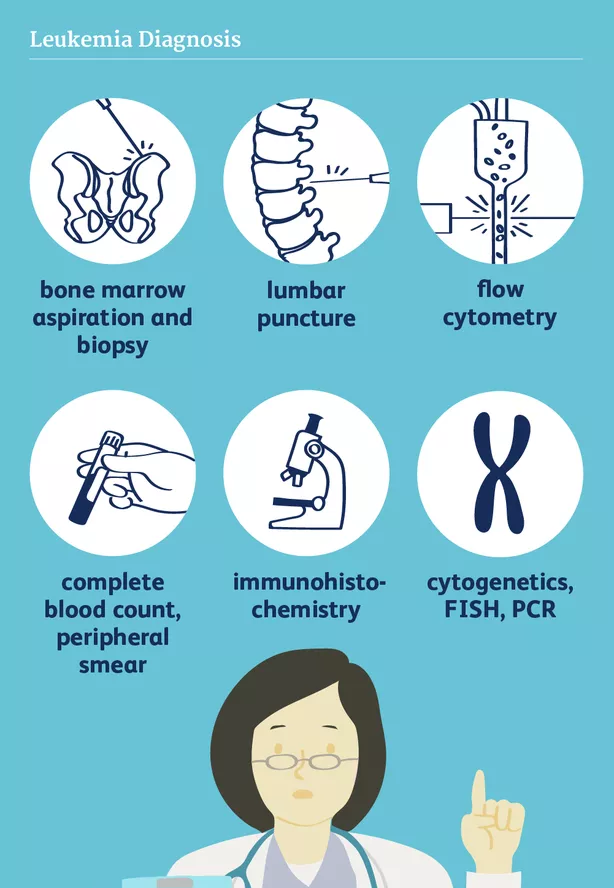 Leukemia Diagnosis
bone marrow
aspiration and
biopsy
lumbar
puncture
flow
cytometry
complete
blood count,
peripheral
smear
immunohisto-
chemistry
cytogenetics,
FISH, PCR